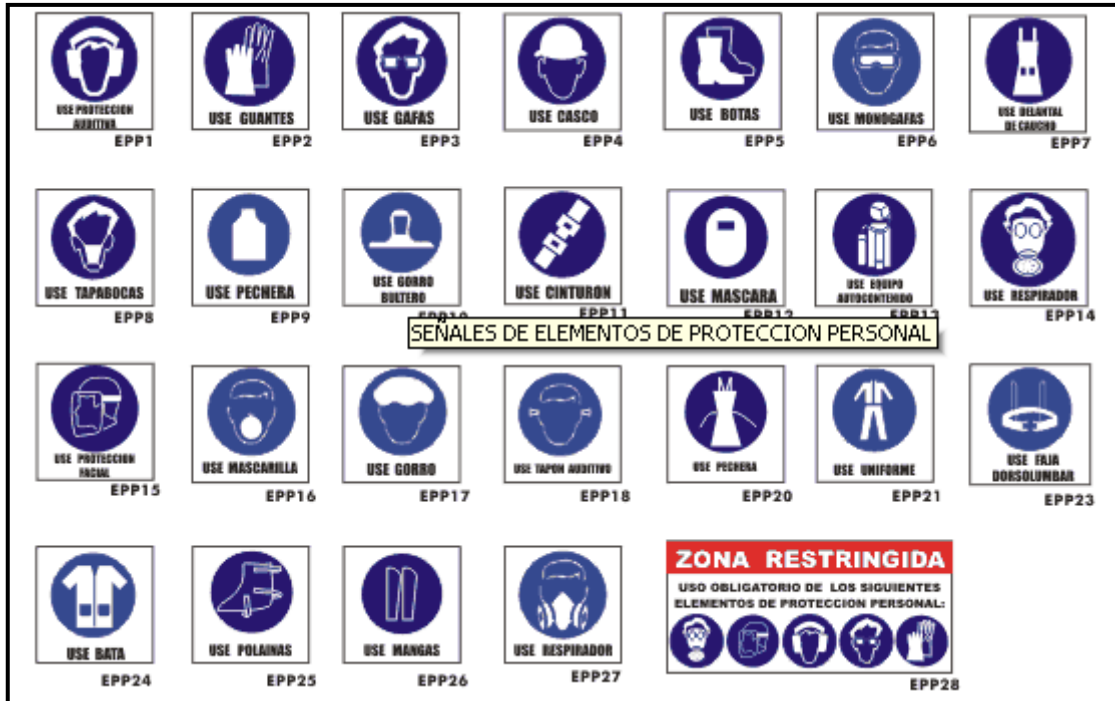 USE PROTECCION
AUDITIVA
EPP1
USE GUANTES
EPP2
USE GAFAS
EPP3
USE CASCO
EPP4
USE BOTAS
EPP5
USE MONOGAFAS
EPP6
USE DELANTAL
DE CAUCHO
EPP7
USE TAPABOCAS
EPP8
USE PECHERA
EPP9
USE GORRO
BULTERO
USE CINTURON
EPP11
USE MASCARA
EPP12
USE EQUIPO
AUTOCONTENIDO
EPP13
USE RESPIRADOR
EPP14
SEÑALES DE ELEMENTOS DE PROTECCION PERSONAL
USE PROTECCION
FACIAL
EPP15
USE MASCARILLA
EPP16
USE GORRO
EPP17
USE TAPON AUDITIVO
EPP18
USE PECHERA
EPP20
USE UNIFORME
EPP21
USE FAJA
DORSOLUMBAR
EPP23
USE BATA
EPP24
USE POLAINAS
EPP25
USE MANGAS
EPP26
USE RESPIRADOR
EPP27
ZONA RESTRINGIDA
USO OBLIGATORIO DE LOS SIGUIENTES
ELEMENTOS DE PROTECCION PERSONAL:
EPP28